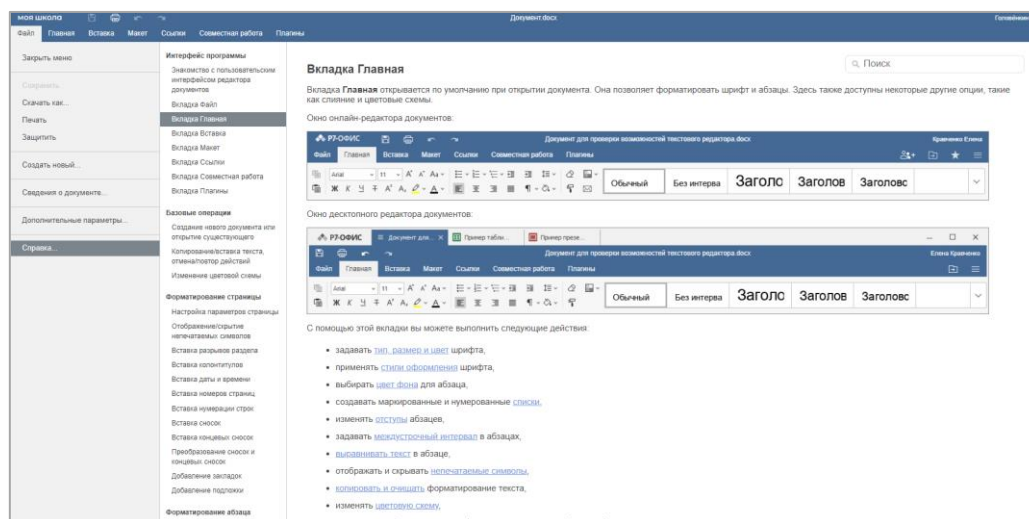 моя школа
Документ.docx
Файл Главная Вставка Макет Ссылки Совместная работа Плагины
Закрыть меню
Сохранить
Скачать как...
Печать
Защитить
Создать новый...
Сведения о документе...
Дополнительные параметры...
Справка...
Интерфейс программы
Знакомство с пользовательским
интерфейсом редактора
документов
Вкладка Файл
Вкладка Главная
Вкладка Вставка
Вкладка Макет
Вкладка Ссылки
Вкладка Совместная работа
Вкладка Плагины
Базовые операции
Создание нового документа или
открытие существующего
Копирование/вставка текста,
отмена/повтор действий
Изменение цветовой схемы
Форматирование страницы
Настройка параметров страницы
Отображение/скрытие
непечатаемых символов
Вставка разрывов раздела
Вставка колонтитулов
Вставка даты и времени
Вставка номеров страниц
Вставка нумерации строк
Вставка сносок
Вставка концевых сносок
Преобразование сносок и
концевых сносок
Добавление закладок
Добавление подложки
Форматирование абзаца
Поиск
Вкладка Главная
Вкладка Главная открывается по умолчанию при открытии документа. Она позволяет форматировать шрифт и абзацы. Здесь также доступны некоторые другие опции, такие
как слияние и цветовые схемы.
Окно онлайн-редактора документов:
Р7-ОФИС Документ для проверки возможностей текстового редактора.docx Кравченко Елена
Файл Главная Вставка Макет Ссылки Совместная работа Плагины
Arial 11
Ж К Ч
Обычный Без интерва Заголо Заголов Заголовс
Окно десктопного редактора документов:
Р7-ОФИС Документ для... Пример табли... Пример презе...
Документ для проверки возможностей текстового редактора.docx Елена Кравченко
Файл Главная Вставка Макет Ссылки Совместная работа Плагины
Arial 11
Ж К Ч
Обычный Без интерва Заголо Заголов Заголовс
С помощью этой вкладки вы можете выполнить следующие действия:
• задавать тип, размер и цвет шрифта,
• применять стили оформления шрифта,
• выбирать цвет фона для абзаца,
• создавать маркированные и нумерованные списки,
• изменять отступы абзацев,
• задавать междустрочный интервал в абзацах,
• выравнивать текст в абзаце,
• отображать и скрывать непечатаемые символы,
• копировать и очищать форматирование текста,
• изменять цветовую схему,